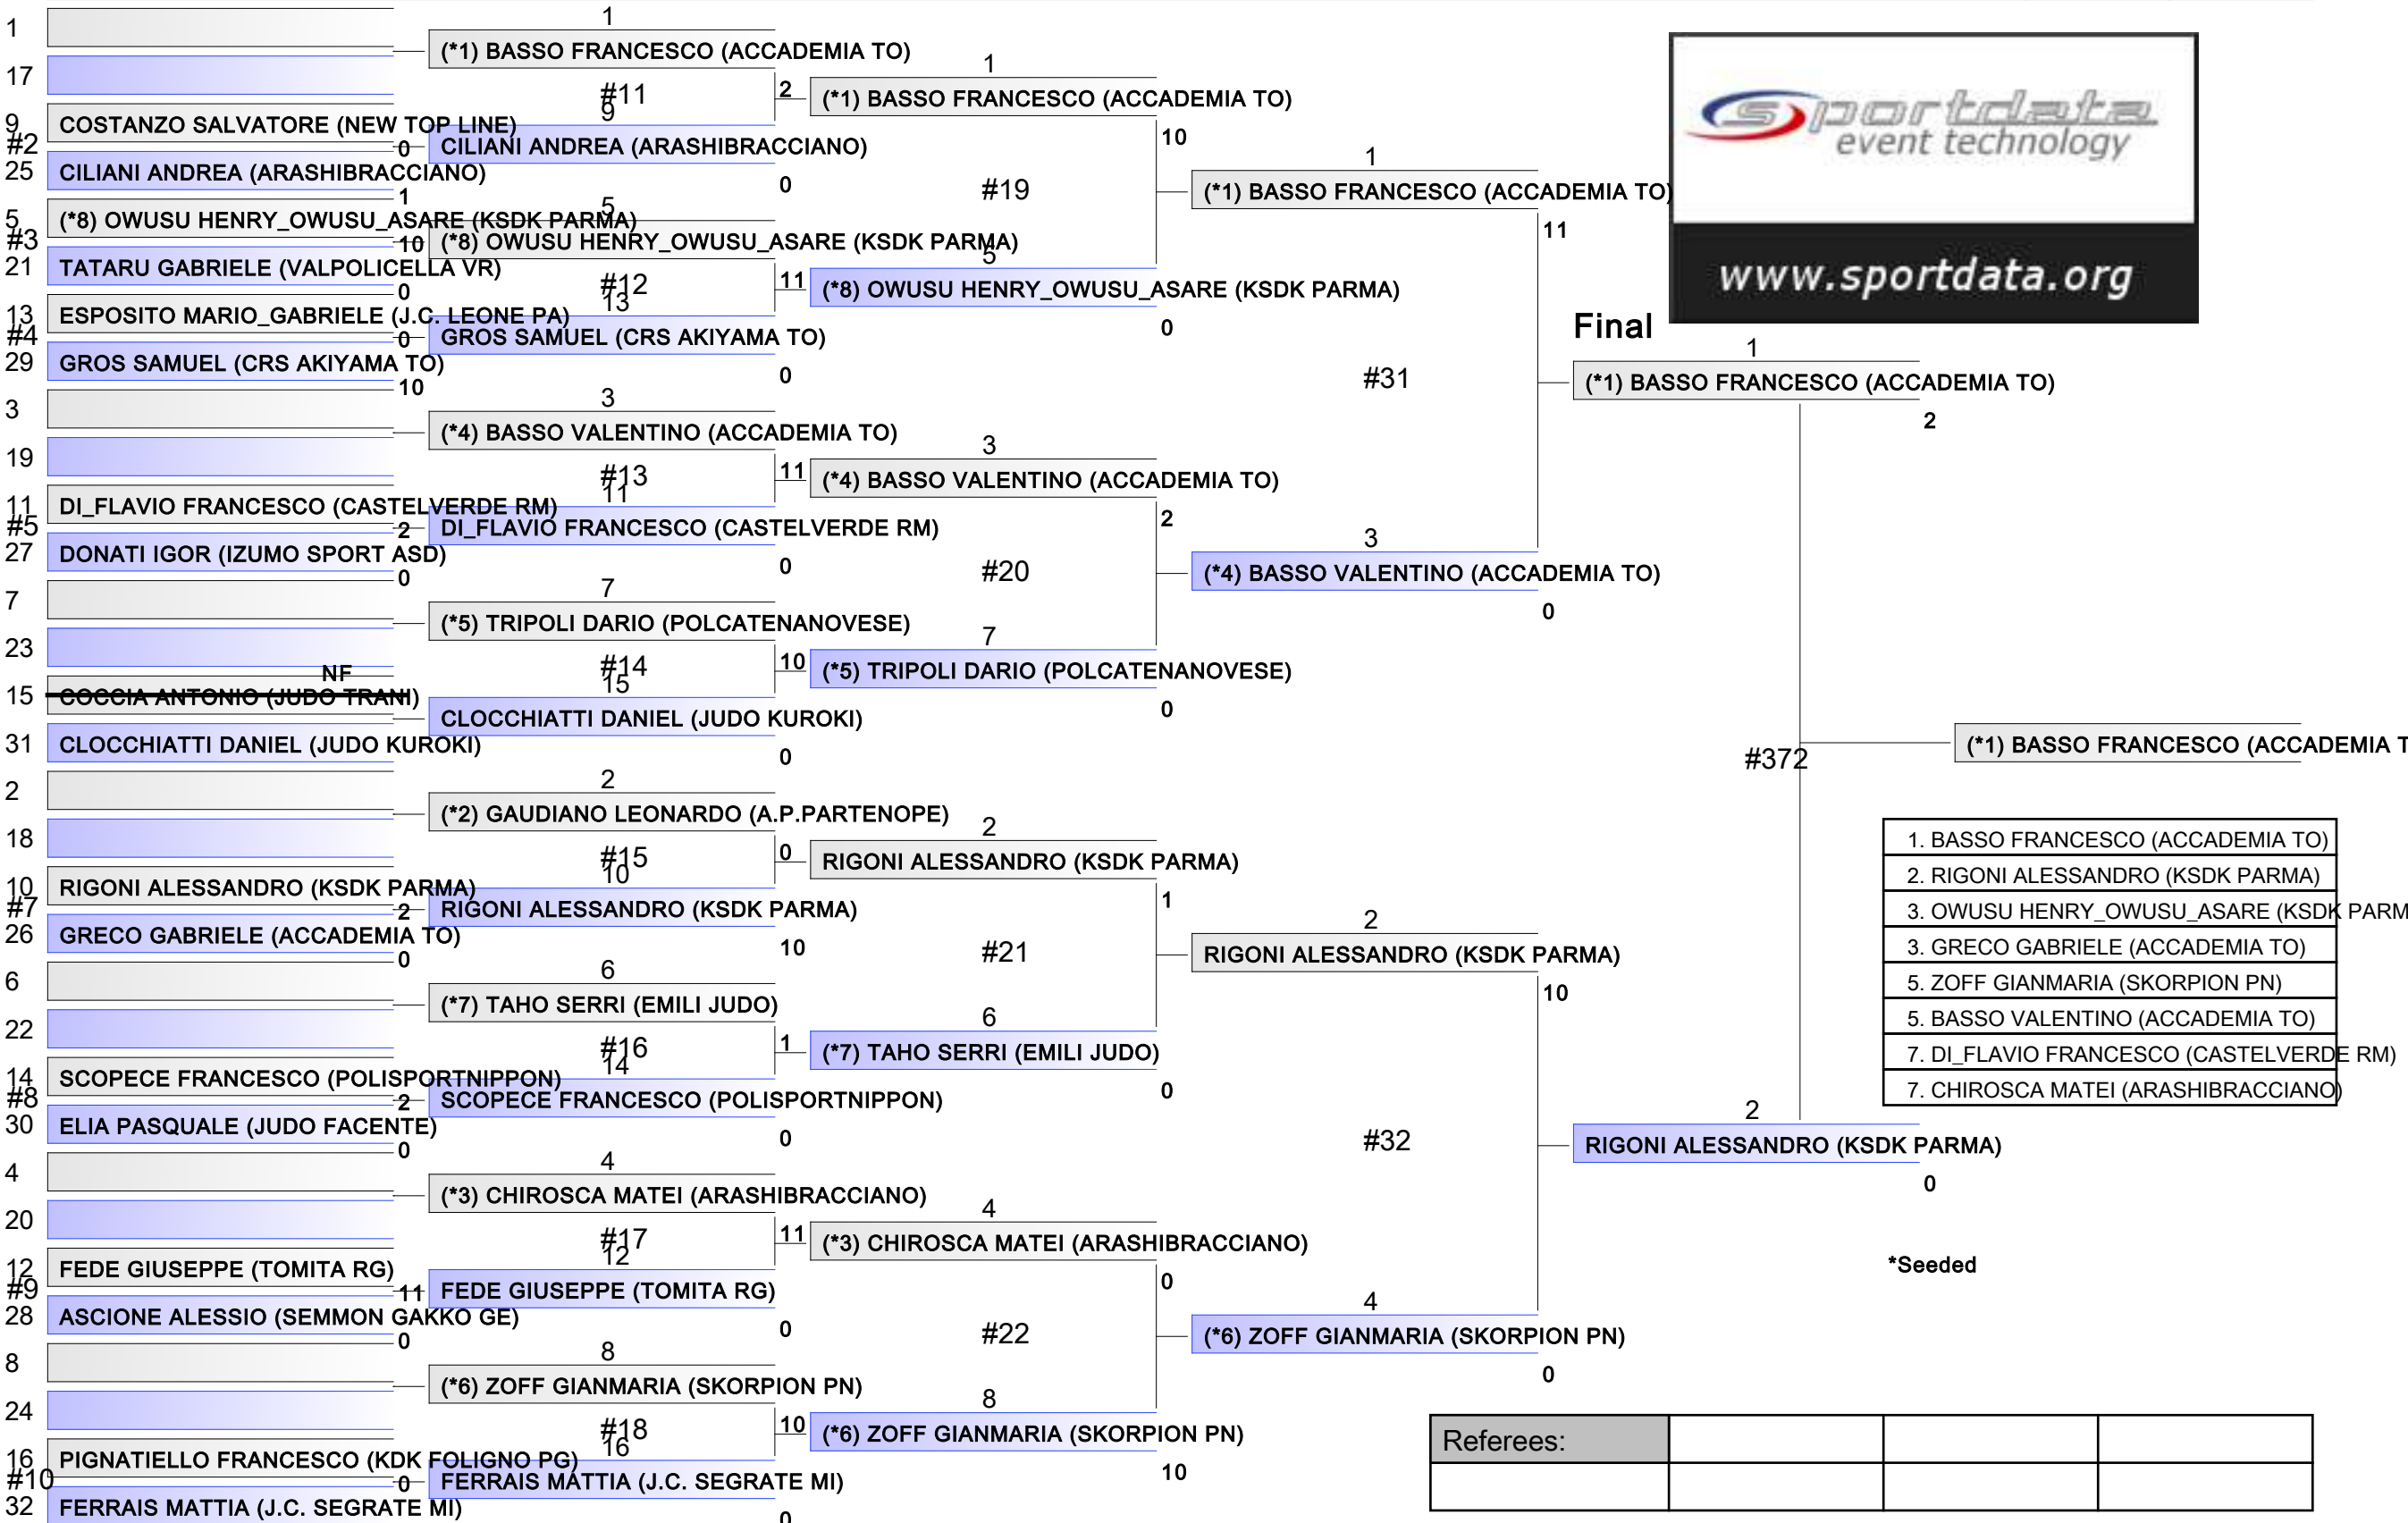 1
17
9
COSTANZO SALVATORE (NEW TOP LINE)
#2
0
25
CILIANI ANDREA (ARASHIBRACCIANO)
1
5
(*8) OWUSU HENRY_OWUSU_ASARE (KSDK PARMA)
#3
10
21
TATARU GABRIELE (VALPOLICELLA VR)
0
13
ESPOSITO MARIO_GABRIELE (J.C. LEONE PA)
#4
0
29
GROS SAMUEL (CRS AKIYAMA TO)
10
3
19
11
DI_FLAVIO FRANCESCO (CASTELVERDE RM)
#5
2
27
DONATI IGOR (IZUMO SPORT ASD)
0
7
23
NF
15
COCCIA ANTONIO (JUDO TRANI)
31
CLOCCHIATTI DANIEL (JUDO KUROKI)
2
18
10
RIGONI ALESSANDRO (KSDK PARMA)
#7
2
26
GRECO GABRIELE (ACCADEMIA TO)
0
6
22
14
SCOPECE FRANCESCO (POLISPORTNIPPON)
#8
2
30
ELIA PASQUALE (JUDO FACENTE)
0
4
20
12
FEDE GIUSEPPE (TOMITA RG)
#9
11
28
ASCIONE ALESSIO (SEMMON GAKKO GE)
0
8
24
16
PIGNATIELLO FRANCESCO (KDK FOLIGNO PG)
#10
0
32
FERRAIS MATTIA (J.C. SEGRATE MI)
1
(*1) BASSO FRANCESCO (ACCADEMIA TO)
2
#11
9
CILIANI ANDREA (ARASHIBRACCIANO)
0
5
(*8) OWUSU HENRY_OWUSU_ASARE (KSDK PARMA)
11
#12
13
GROS SAMUEL (CRS AKIYAMA TO)
0
3
(*4) BASSO VALENTINO (ACCADEMIA TO)
11
#13
11
DI_FLAVIO FRANCESCO (CASTELVERDE RM)
0
7
(*5) TRIPOLI DARIO (POLCATENANOVESE)
10
#14
15
CLOCCHIATTI DANIEL (JUDO KUROKI)
0
2
(*2) GAUDIANO LEONARDO (A.P.PARTENOPE)
0
#15
10
RIGONI ALESSANDRO (KSDK PARMA)
10
6
(*7) TAHO SERRI (EMILI JUDO)
1
#16
14
SCOPECE FRANCESCO (POLISPORTNIPPON)
0
4
(*3) CHIROSCA MATEI (ARASHIBRACCIANO)
11
#17
12
FEDE GIUSEPPE (TOMITA RG)
0
8
(*6) ZOFF GIANMARIA (SKORPION PN)
10
#18
16
FERRAIS MATTIA (J.C. SEGRATE MI)
0
1
(*1) BASSO FRANCESCO (ACCADEMIA TO)
10
#19
5
(*8) OWUSU HENRY_OWUSU_ASARE (KSDK PARMA)
0
3
(*4) BASSO VALENTINO (ACCADEMIA TO)
2
#20
7
(*5) TRIPOLI DARIO (POLCATENANOVESE)
0
2
RIGONI ALESSANDRO (KSDK PARMA)
1
#21
6
(*7) TAHO SERRI (EMILI JUDO)
0
4
(*3) CHIROSCA MATEI (ARASHIBRACCIANO)
0
#22
8
(*6) ZOFF GIANMARIA (SKORPION PN)
10
1
(*1) BASSO FRANCESCO (ACCADEMIA TO)
11
#31
3
(*4) BASSO VALENTINO (ACCADEMIA TO)
0
2
RIGONI ALESSANDRO (KSDK PARMA)
10
#32
4
(*6) ZOFF GIANMARIA (SKORPION PN)
0
Final
1
(*1) BASSO FRANCESCO (ACCADEMIA TO)
2
#372
2
RIGONI ALESSANDRO (KSDK PARMA)
0
(*1) BASSO FRANCESCO (ACCADEMIA T
sportdata
event technology
www.sportdata.org
1. BASSO FRANCESCO (ACCADEMIA TO)
2. RIGONI ALESSANDRO (KSDK PARMA)
3. OWUSU HENRY_OWUSU_ASARE (KSDK PARM
3. GRECO GABRIELE (ACCADEMIA TO)
5. ZOFF GIANMARIA (SKORPION PN)
5. BASSO VALENTINO (ACCADEMIA TO)
7. DI_FLAVIO FRANCESCO (CASTELVERDE RM)
7. CHIROSCA MATEI (ARASHIBRACCIANO)
*Seeded
Referees: